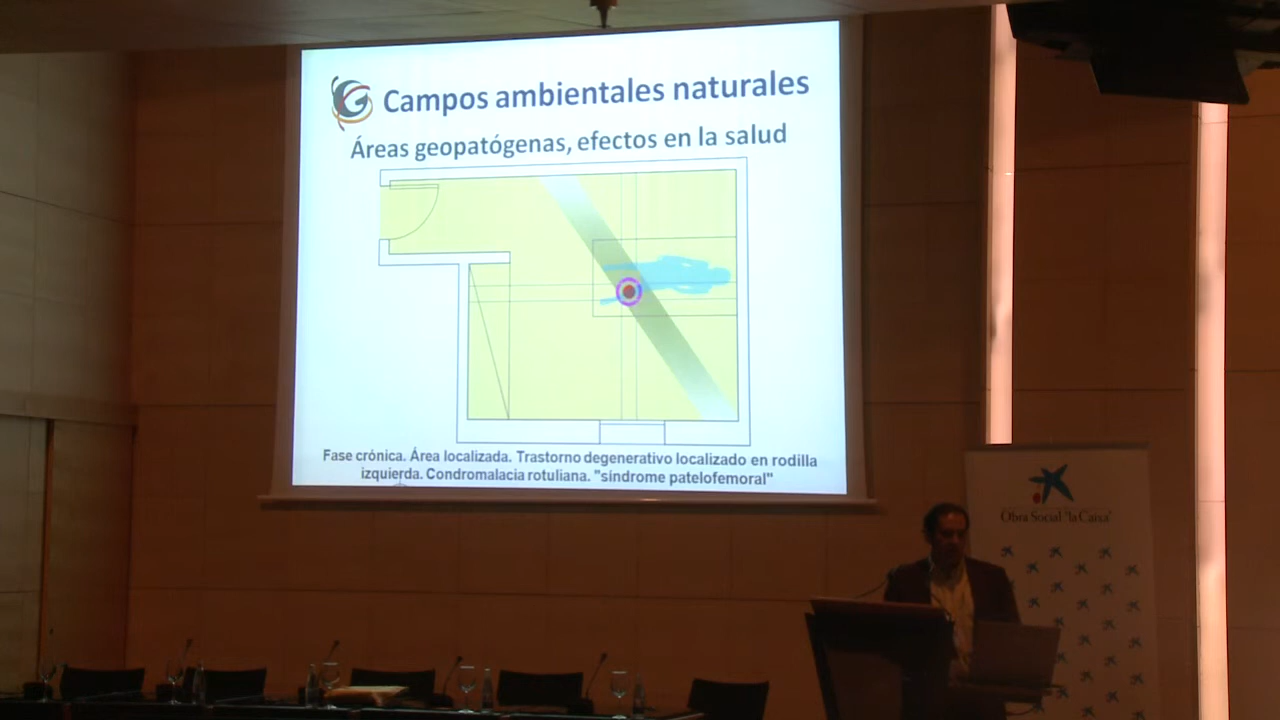 Campos ambientales naturales
Áreas geopatógenas, efectos en la salud
Fase crónica. Área localizada. Trastorno degenerativo localizado en rodilla
izquierda. Condromalacia rotuliana. "síndrome patelofemoral"
Obra Social "la Caixa"